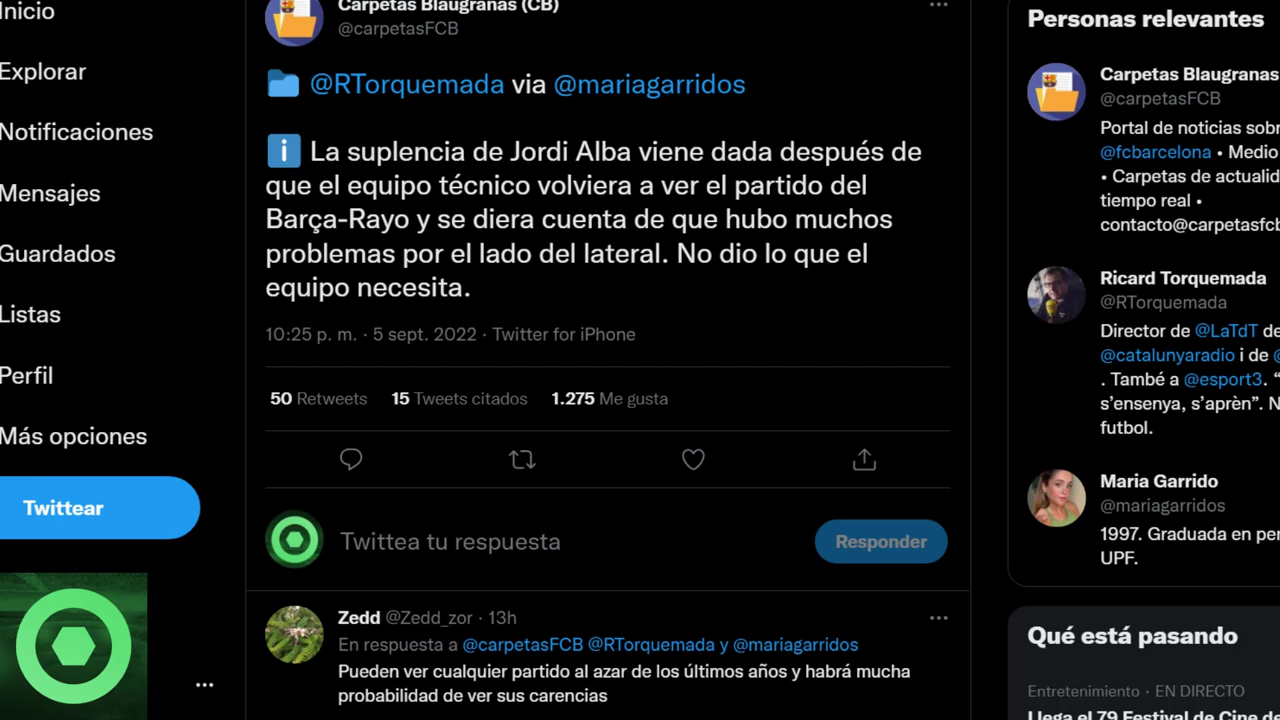 Inicio
Explorar
Notificaciones
Mensajes
Guardados
Listas
Perfil
Más opciones
Twittear
Carpetas Blaugranas (CB)
@carpetasFCB
@RTorquemada via @mariagarridos
La suplencia de Jordi Alba viene dada después de
que el equipo técnico volviera a ver el partido del
Barça-Rayo y se diera cuenta de que hubo muchos
problemas por el lado del lateral. No dio lo que el
equipo necesita.
10:25 p. m. · 5 sept. 2022 · Twitter for iPhone
50 Retweets 15 Tweets citados 1.275 Me gusta
Twittea tu respuesta
Responder
Zedd @Zedd_zor · 13h
En respuesta a @carpetasFCB @RTorquemada y @mariagarridos
Pueden ver cualquier partido al azar de los últimos años y habrá mucha
probabilidad de ver sus carencias
Personas relevantes
Carpetas Blaugranas
@carpetasFCB
Portal de noticias sobr
@fcbarcelona • Medio
• Carpetas de actualid
tiempo real •
contacto@carpetasfcb
Ricard Torquemada
@RTorquemada
Director de @LaTdT de
@catalunyaradio i de @
. També a @esport3. “
s’ensenya, s’aprèn”. N
futbol.
Maria Garrido
@mariagarridos
1997. Graduada en per
UPF.
Qué está pasando
Entretenimiento · EN DIRECTO
Llega el 79 Festival de Cine de